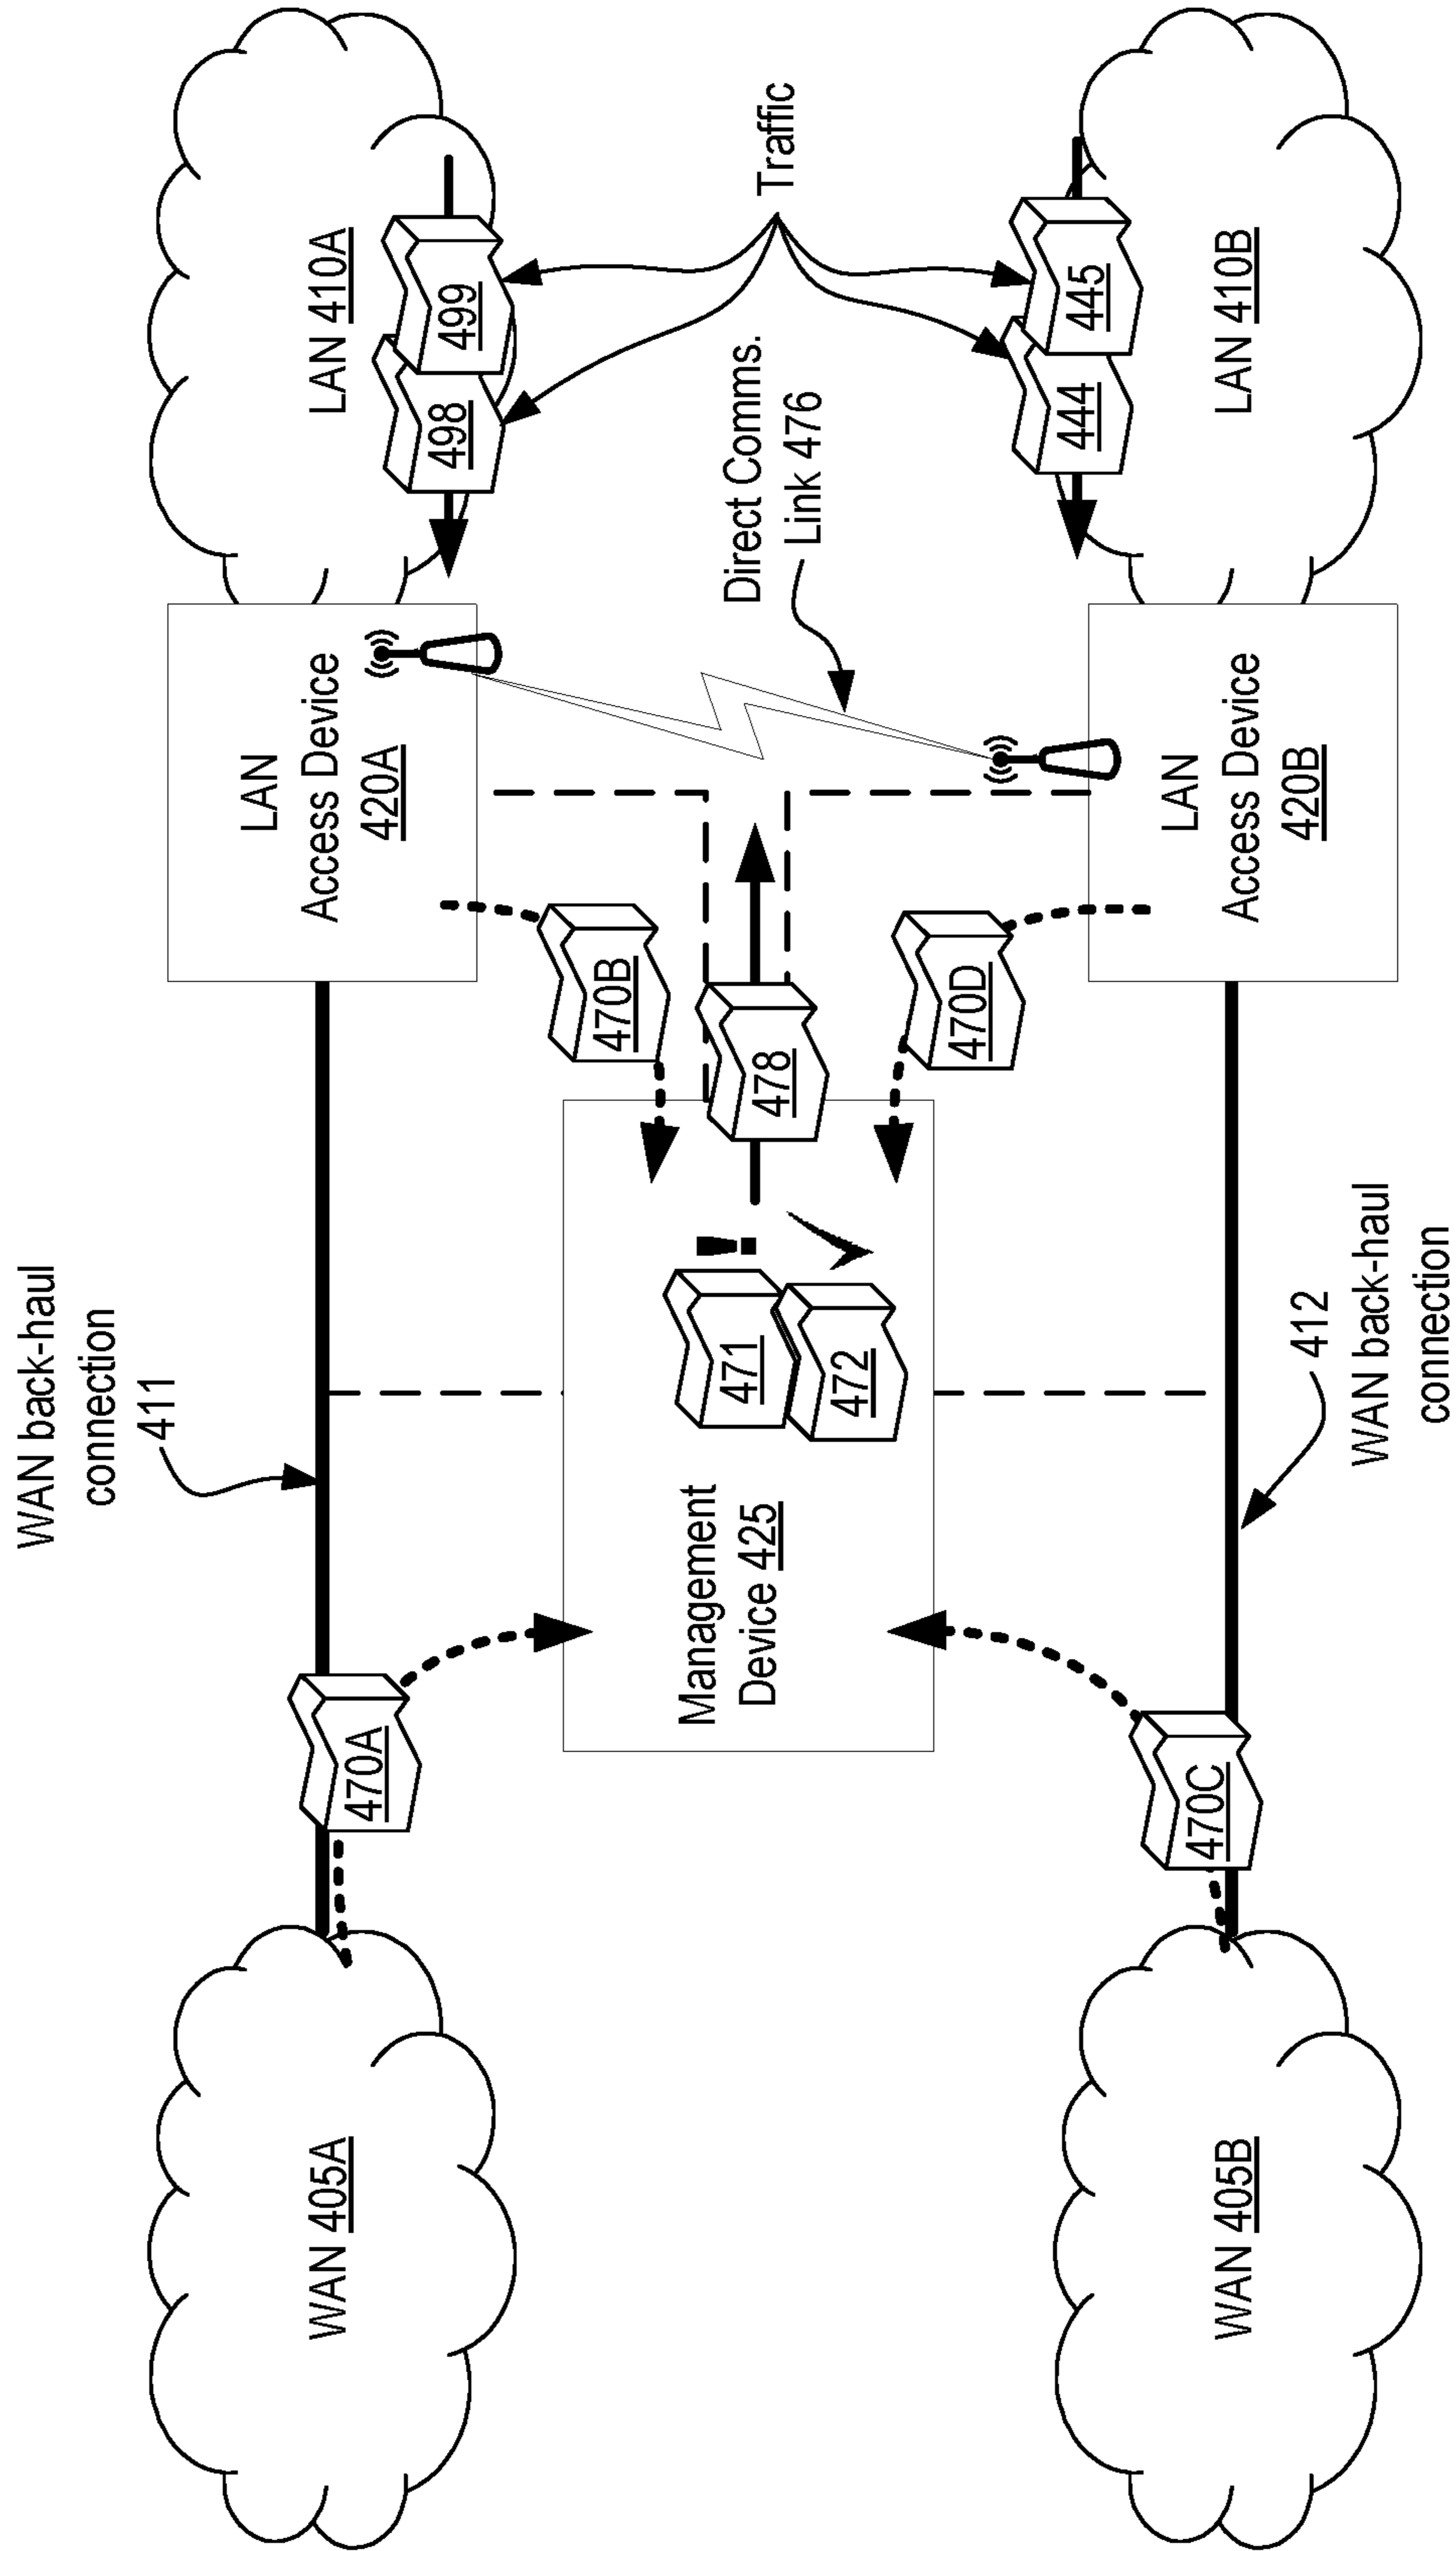 WAN back-haul
connection
411
WAN 405A
470A
LAN
Access Device
420A
LAN 410A
498
499
470B
Management
Device 425
471
!
472
478
Direct Comms.
Link 476
Traffic
470D
444
445
WAN 405B
470C
LAN
Access Device
420B
LAN 410B
412
WAN back-haul
connection